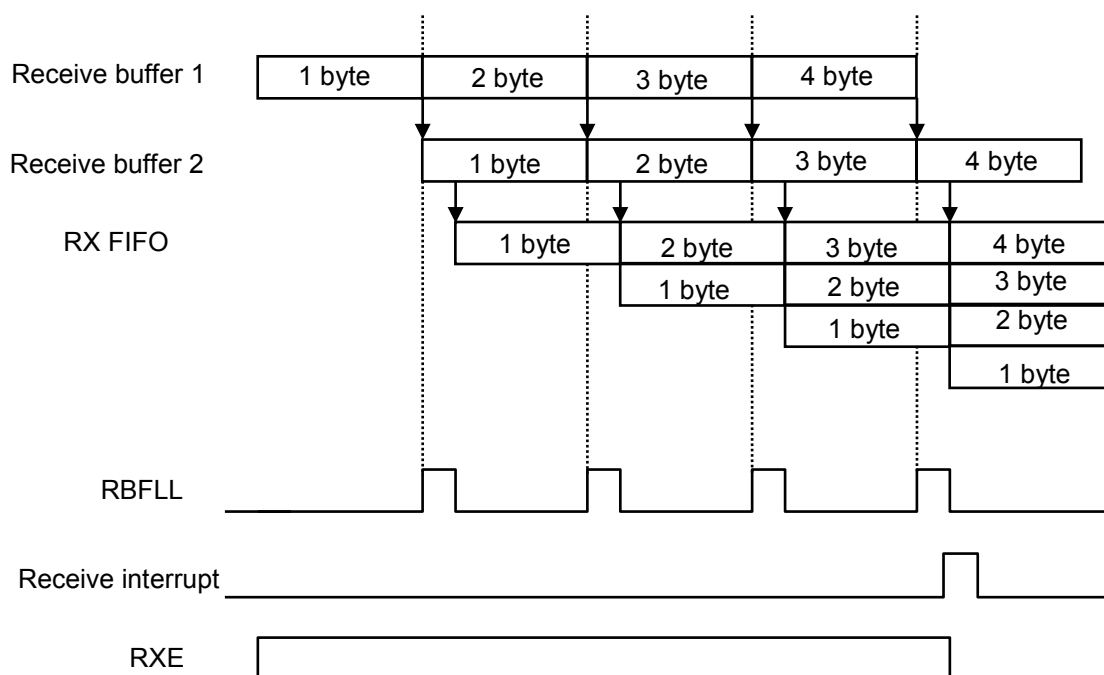 Receive buffer 1
1 byte 2 byte 3 byte 4 byte
Receive buffer 2
1 byte 2 byte 3 byte 4 byte
RX FIFO
1 byte 2 byte 3 byte 4 byte
1 byte 2 byte 3 byte
1 byte 2 byte
1 byte
RBFLL
Receive interrupt
RXE